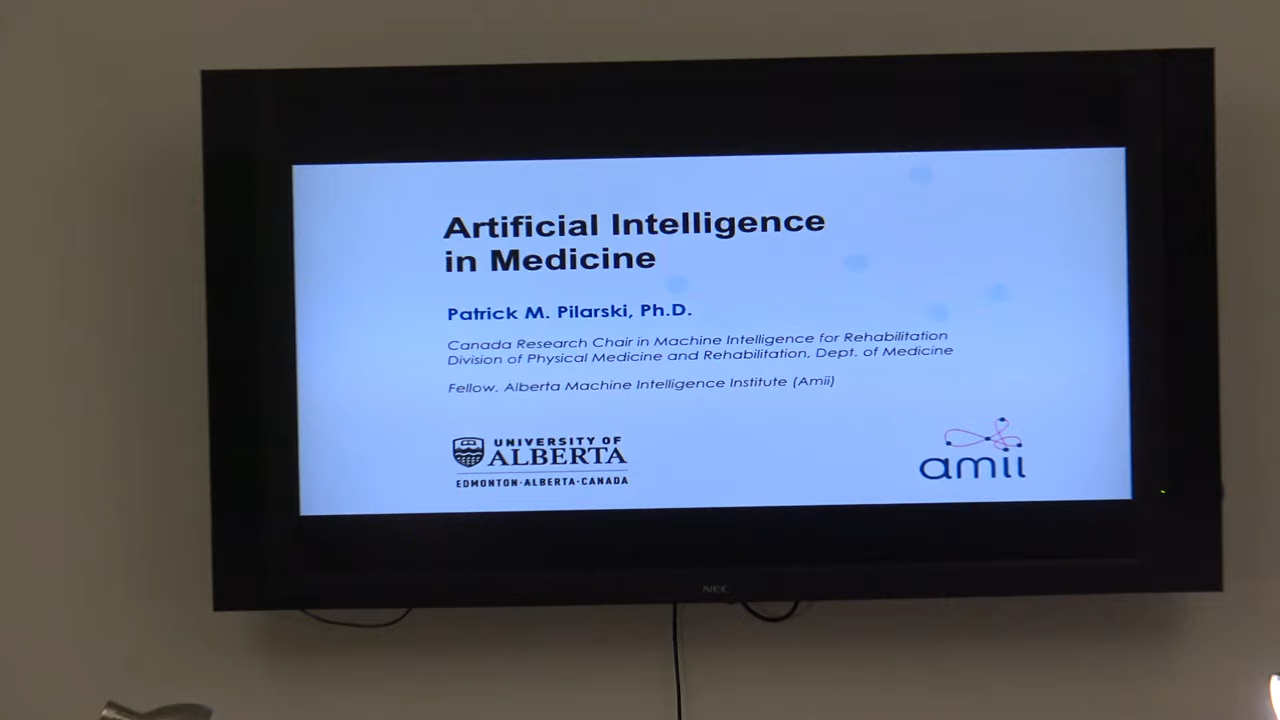 Artificial Intelligence
in Medicine
Patrick M. Pilarski, Ph.D.
Canada Research Chair in Machine Intelligence for Rehabilitation
Division of Physical Medicine and Rehabilitation, Dept. of Medicine
Fellow. Alberta Machine Intelligence Institute (Amii)
UNIVERSITY OF
ALBERTA
EDMONTON·ALBERTA·CANADA
amii
NEC